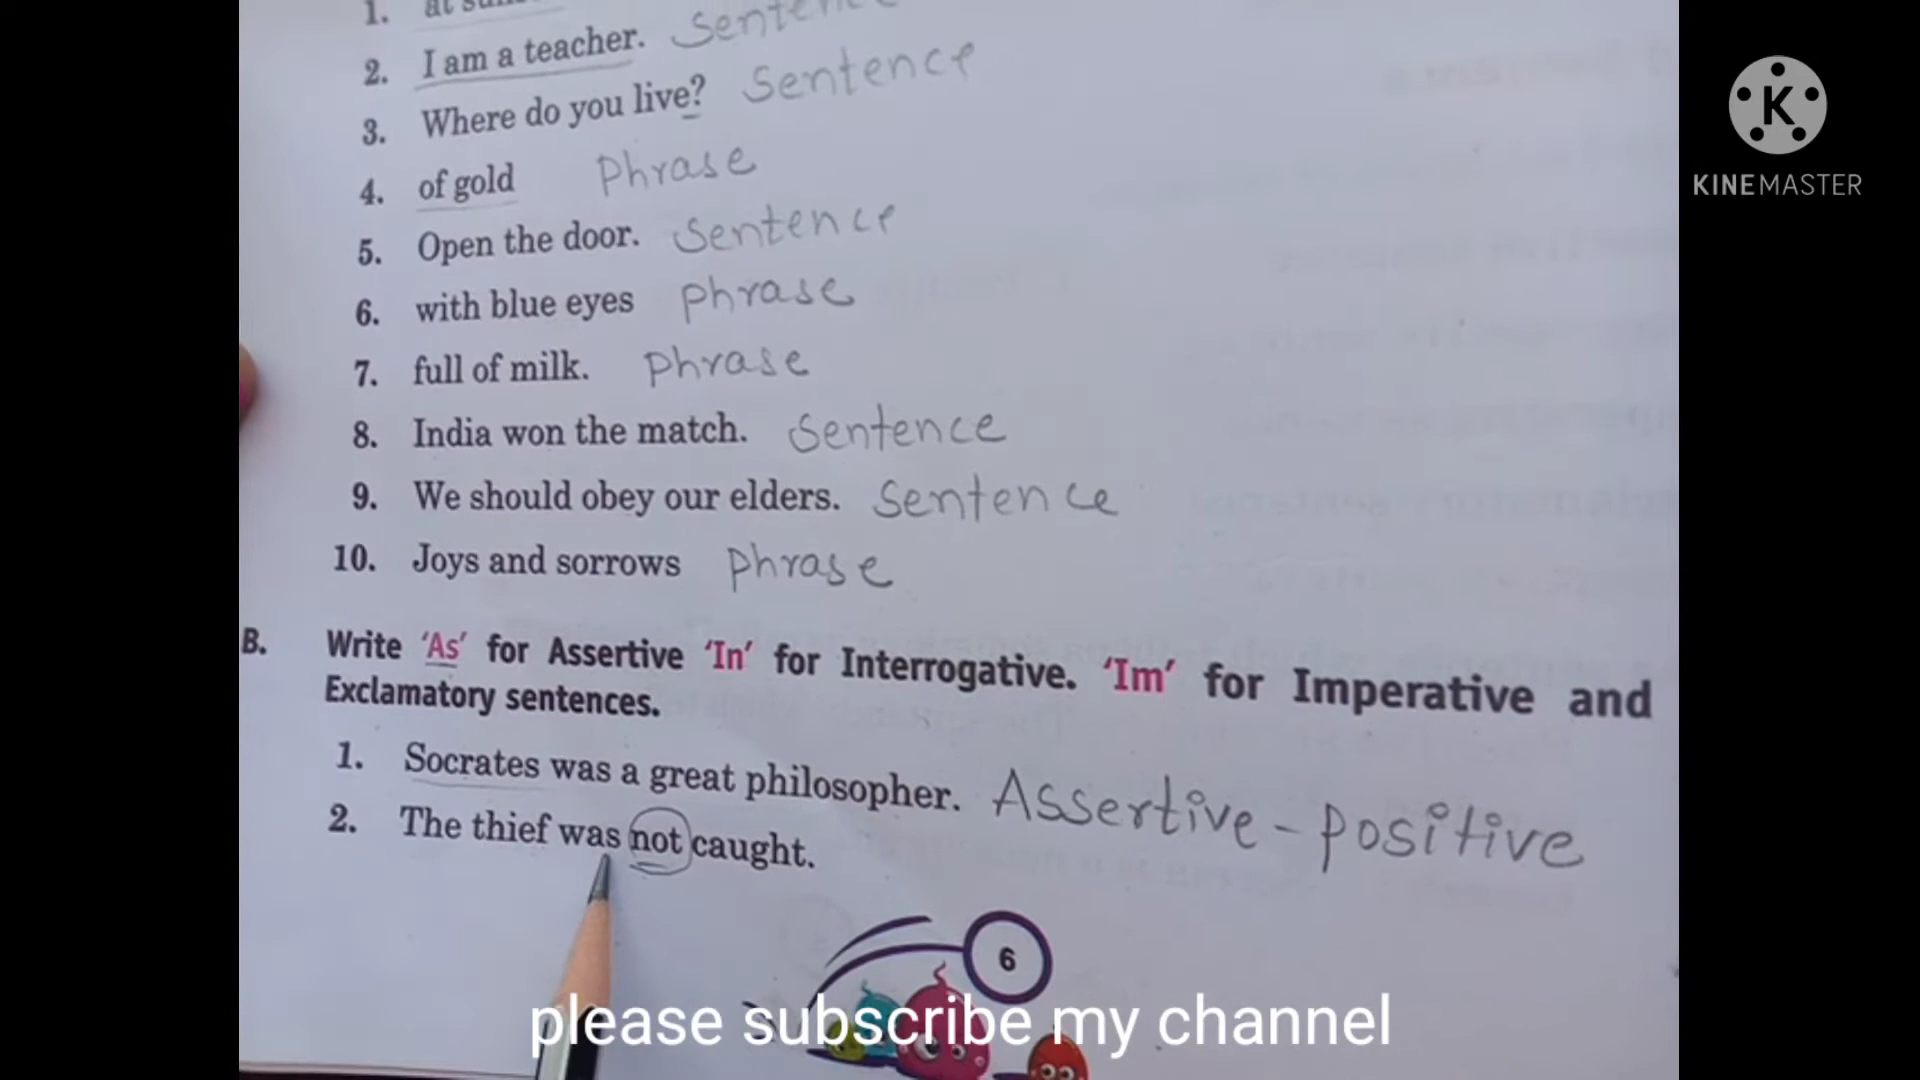 1. at
2. I am a teacher. Sentence
3. Where do you live? Sentence
4. of gold Phrase
5. Open the door. Sentence
6. with blue eyes Phrase
7. full of milk. Phrase
8. India won the match. Sentence
9. We should obey our elders. Sentence
10. Joys and sorrows Phrase
B. Write ‘As’ for Assertive ‘In’ for Interrogative. ‘Im’ for Imperative and
Exclamatory sentences.
1. Socrates was a great philosopher. Assertive - Positive
2. The thief was not caught.
6
please subscribe my channel
K
KINEMASTER